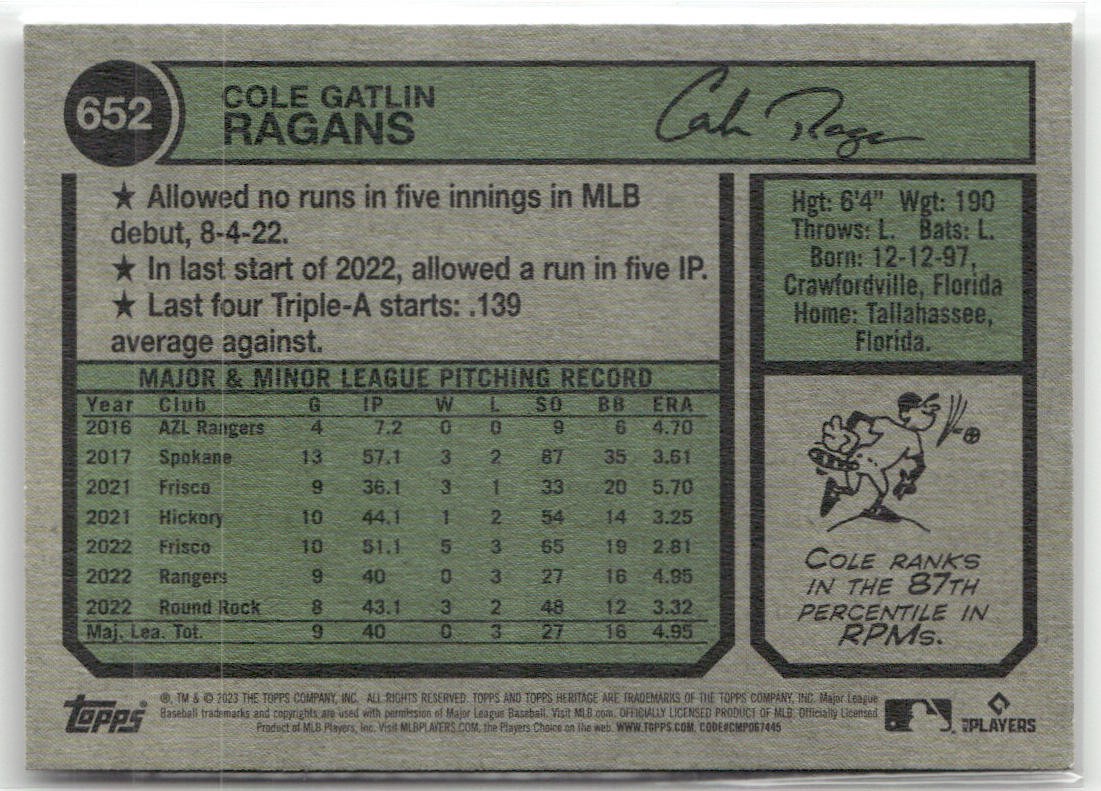 652
COLE GATLIN
RAGANS
Cole Ragans
★ Allowed no runs in five innings in MLB
debut, 8-4-22.
★ In last start of 2022, allowed a run in five IP.
★ Last four Triple-A starts: .139
average against.
Hgt: 6'4" Wgt: 190
Throws: L. Bats: L.
Born: 12-12-97,
Crawfordville, Florida
Home: Tallahassee,
Florida.
MAJOR & MINOR LEAGUE PITCHING RECORD
Year Club G IP W L SO BB ERA
2016 AZL Rangers 4 7.2 0 0 9 6 4.70
2017 Spokane 13 57.1 3 2 87 35 3.61
2021 Frisco 9 36.1 3 1 33 20 5.70
2021 Hickory 10 44.1 1 2 54 14 3.25
2022 Frisco 10 51.1 5 3 65 19 2.81
2022 Rangers 9 40 0 3 27 16 4.95
2022 Round Rock 8 43.1 3 2 48 12 3.32
Maj. Lea. Tot. 9 40 0 3 27 16 4.95
COLE RANKS
IN THE 87TH
PERCENTILE IN
RPMs.
topps
®, TM & © 2023 THE TOPPS COMPANY, INC. ALL RIGHTS RESERVED. TOPPS AND TOPPS HERITAGE ARE TRADEMARKS OF THE TOPPS COMPANY, INC. Major League
Baseball trademarks and copyrights are used with permission of Major League Baseball. Visit MLB.com. OFFICIALLY LICENSED PRODUCT OF MLB. Officially Licensed
Product of MLB Players, Inc. Visit MLBPLAYERS.COM, the Players Choice on the web. WWW.TOPPS.COM. CODE#CMP067445
MLB PLAYERS